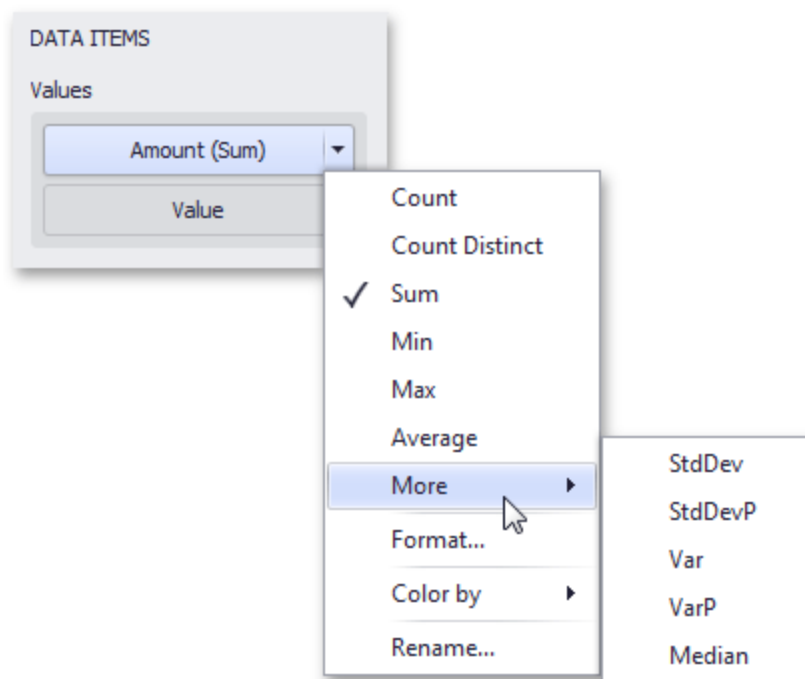 DATA ITEMS
Values
Amount (Sum)
Value
Count
Count Distinct
Sum
Min
Max
Average
More
Format...
Color by
Rename...
StdDev
StdDevP
Var
VarP
Median